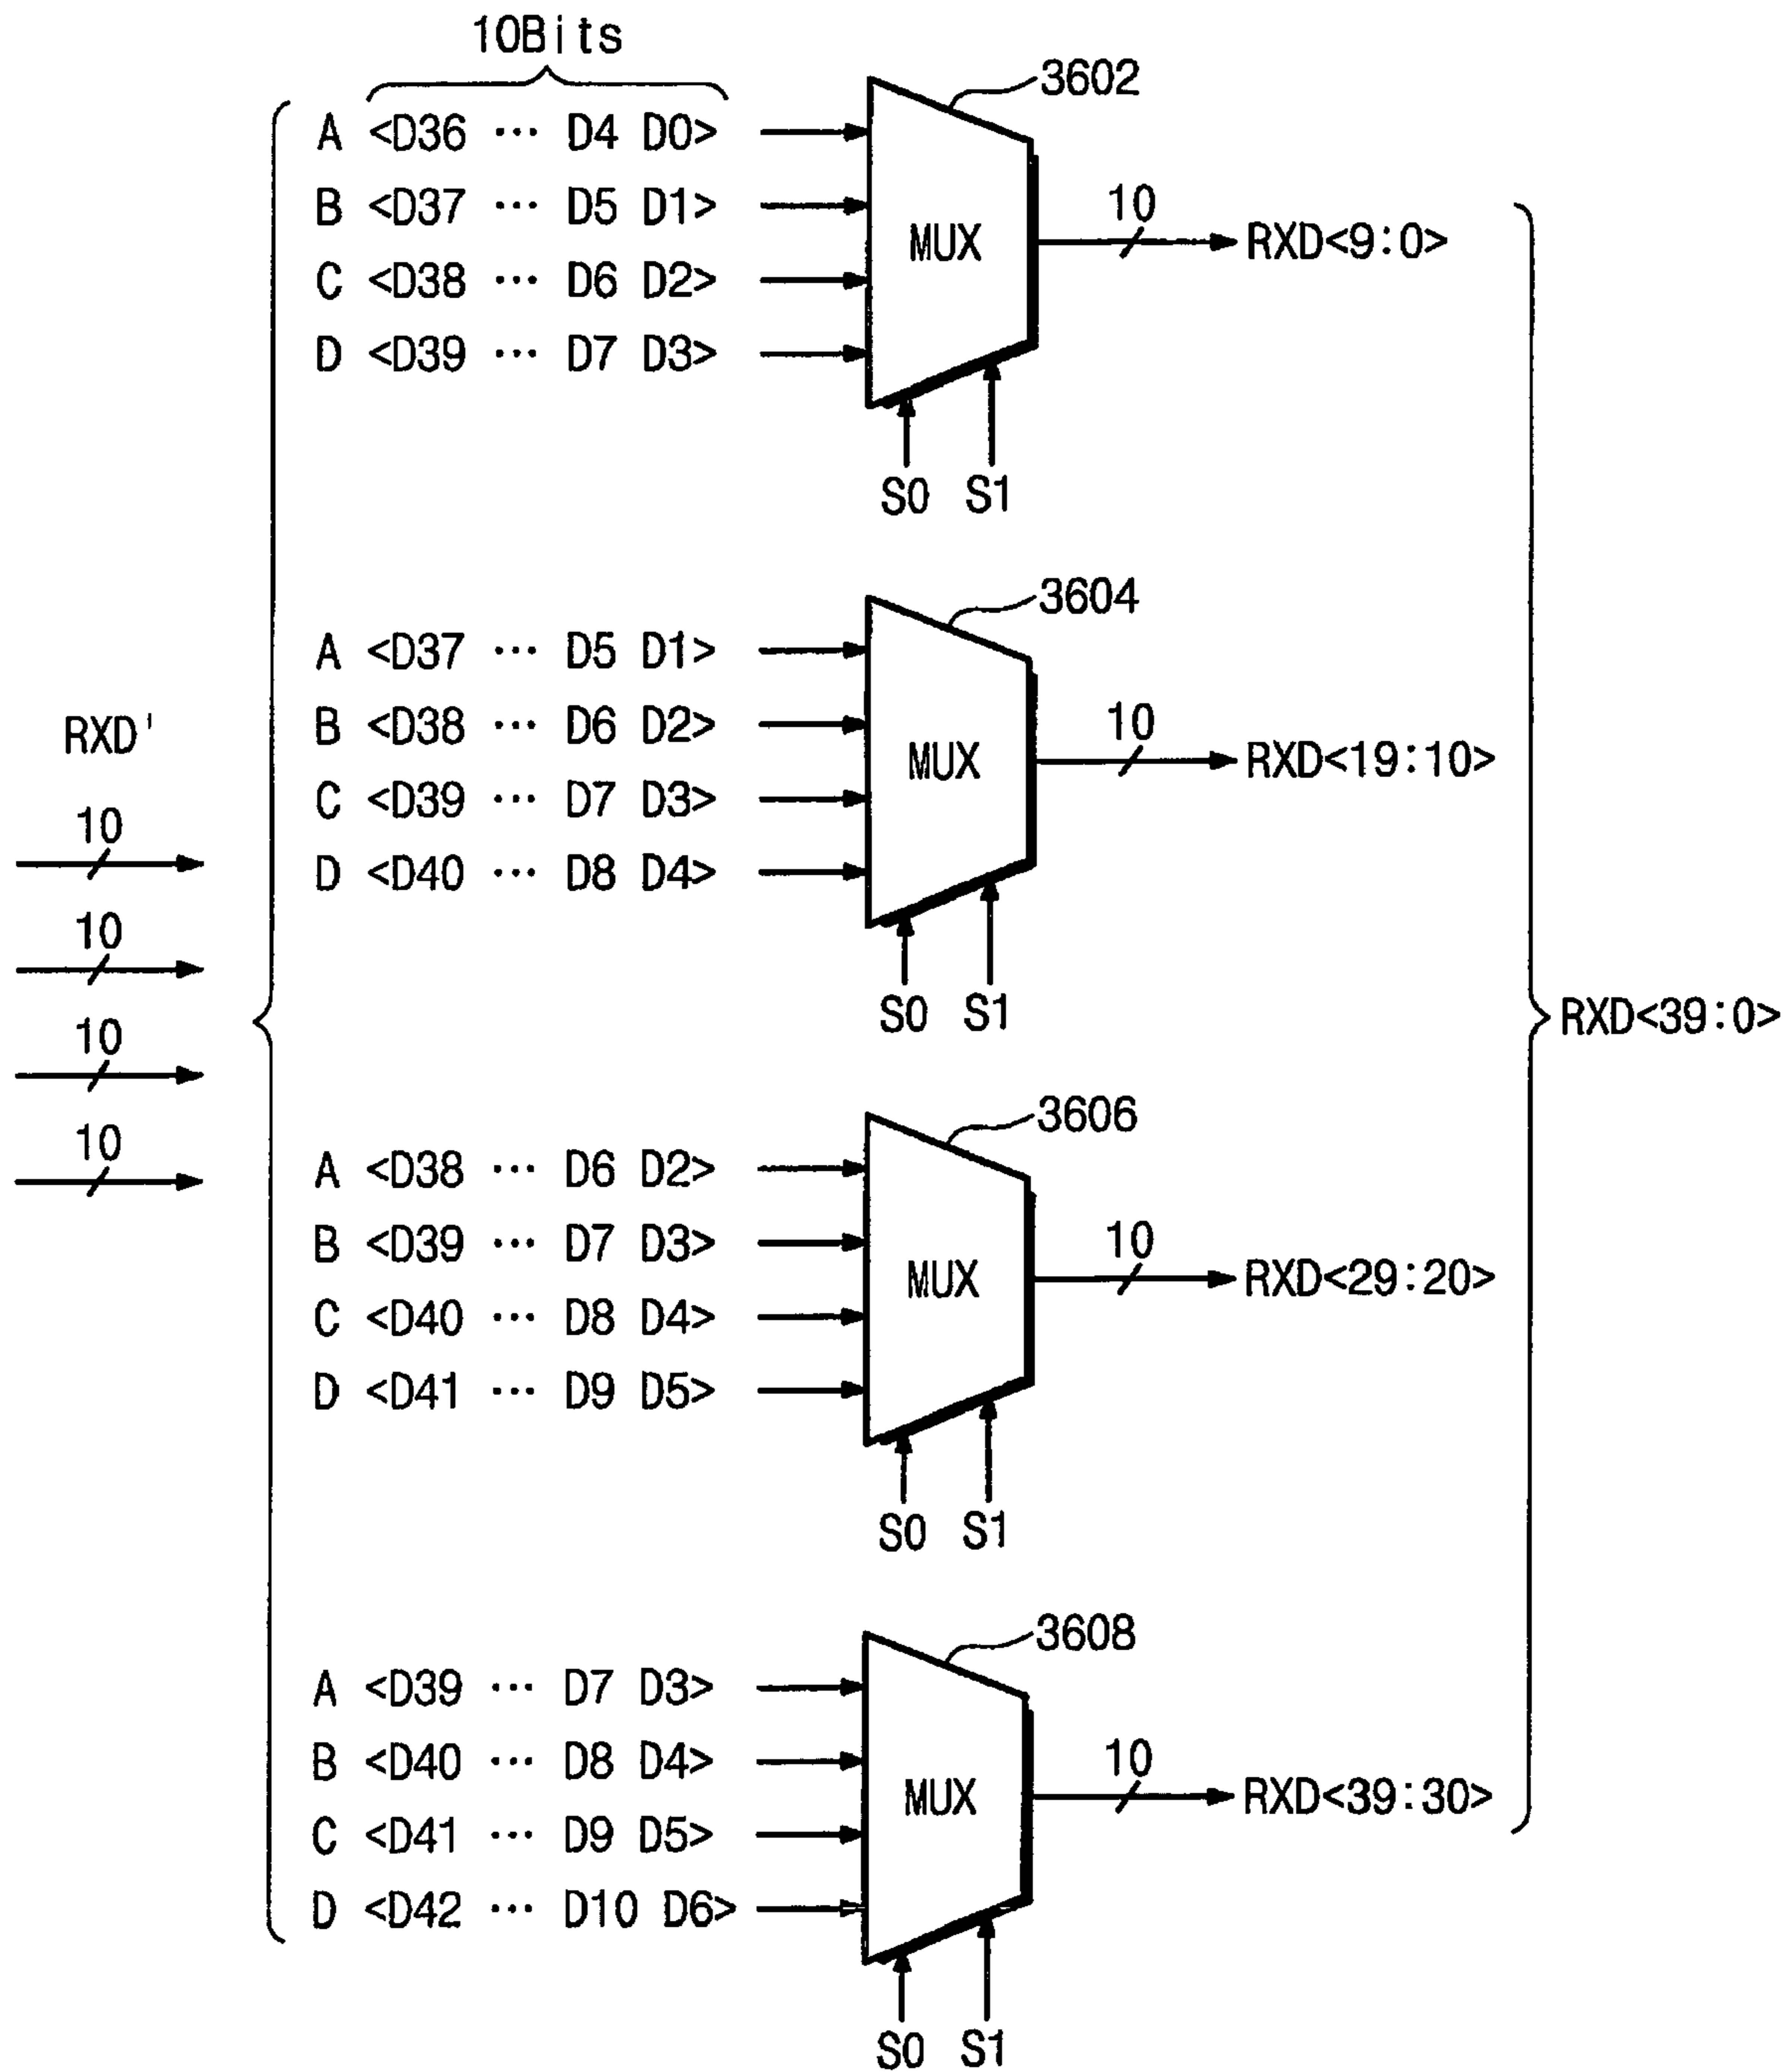 10Bits
3602
A <D36 ··· D4 D0>
B <D37 ··· D5 D1>
C <D38 ··· D6 D2>
D <D39 ··· D7 D3>
MUX
10
RXD<9:0>
S0 S1
3604
A <D37 ··· D5 D1>
B <D38 ··· D6 D2>
C <D39 ··· D7 D3>
D <D40 ··· D8 D4>
MUX
10
RXD<19:10>
S0 S1
RXD'
10
10
10
10
RXD<39:0>
3606
A <D38 ··· D6 D2>
B <D39 ··· D7 D3>
C <D40 ··· D8 D4>
D <D41 ··· D9 D5>
MUX
10
RXD<29:20>
S0 S1
3608
A <D39 ··· D7 D3>
B <D40 ··· D8 D4>
C <D41 ··· D9 D5>
D <D42 ··· D10 D6>
MUX
10
RXD<39:30>
S0 S1